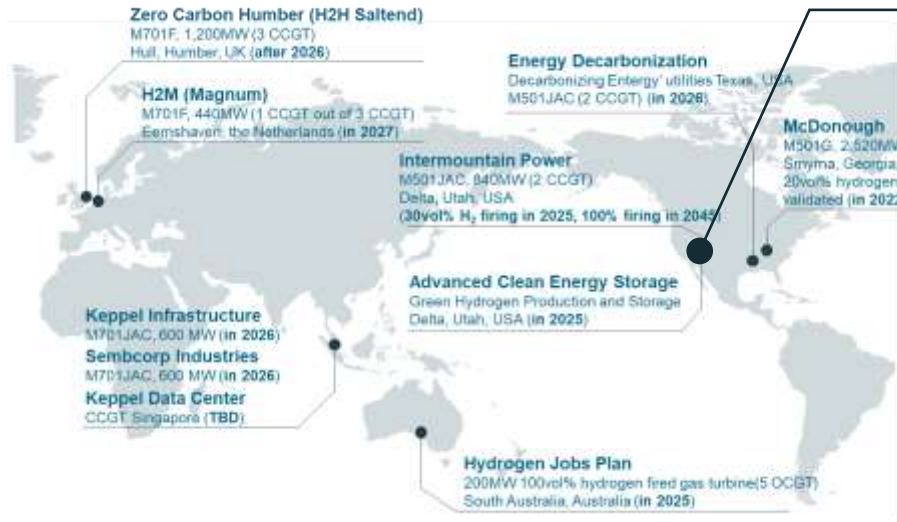 Zero Carbon Humber (H2H Saltend)
M701F, 1,200MW (3 CCGT)
Hull, Humber, UK (after 2026)
H2M (Magnum)
M701F, 440MW (1 CCGT out of 3 CCGT)
Eemshaven, the Netherlands (in 2027)
Energy Decarbonization
Decarbonizing Entergy' utilities Texas, USA
M501JAC (2 CCGT) (in 2026)
McDonough
M501G, 2,520MW
Smyrna, Georgia
20vol% hydrogen
validated (in 2022
Intermountain Power
M501JAC, 840MW (2 CCGT)
Delta, Utah, USA
(30vol% H₂ firing in 2025, 100% firing in 2045)
Advanced Clean Energy Storage
Green Hydrogen Production and Storage
Delta, Utah, USA (in 2025)
Keppel Infrastructure
M701JAC, 600 MW (in 2026)
Sembcorp Industries
M701JAC, 600 MW (in 2026)
Keppel Data Center
CCGT Singapore (TBD)
Hydrogen Jobs Plan
200MW 100vol% hydrogen fired gas turbine(5 OCGT)
South Australia, Australia (in 2025)